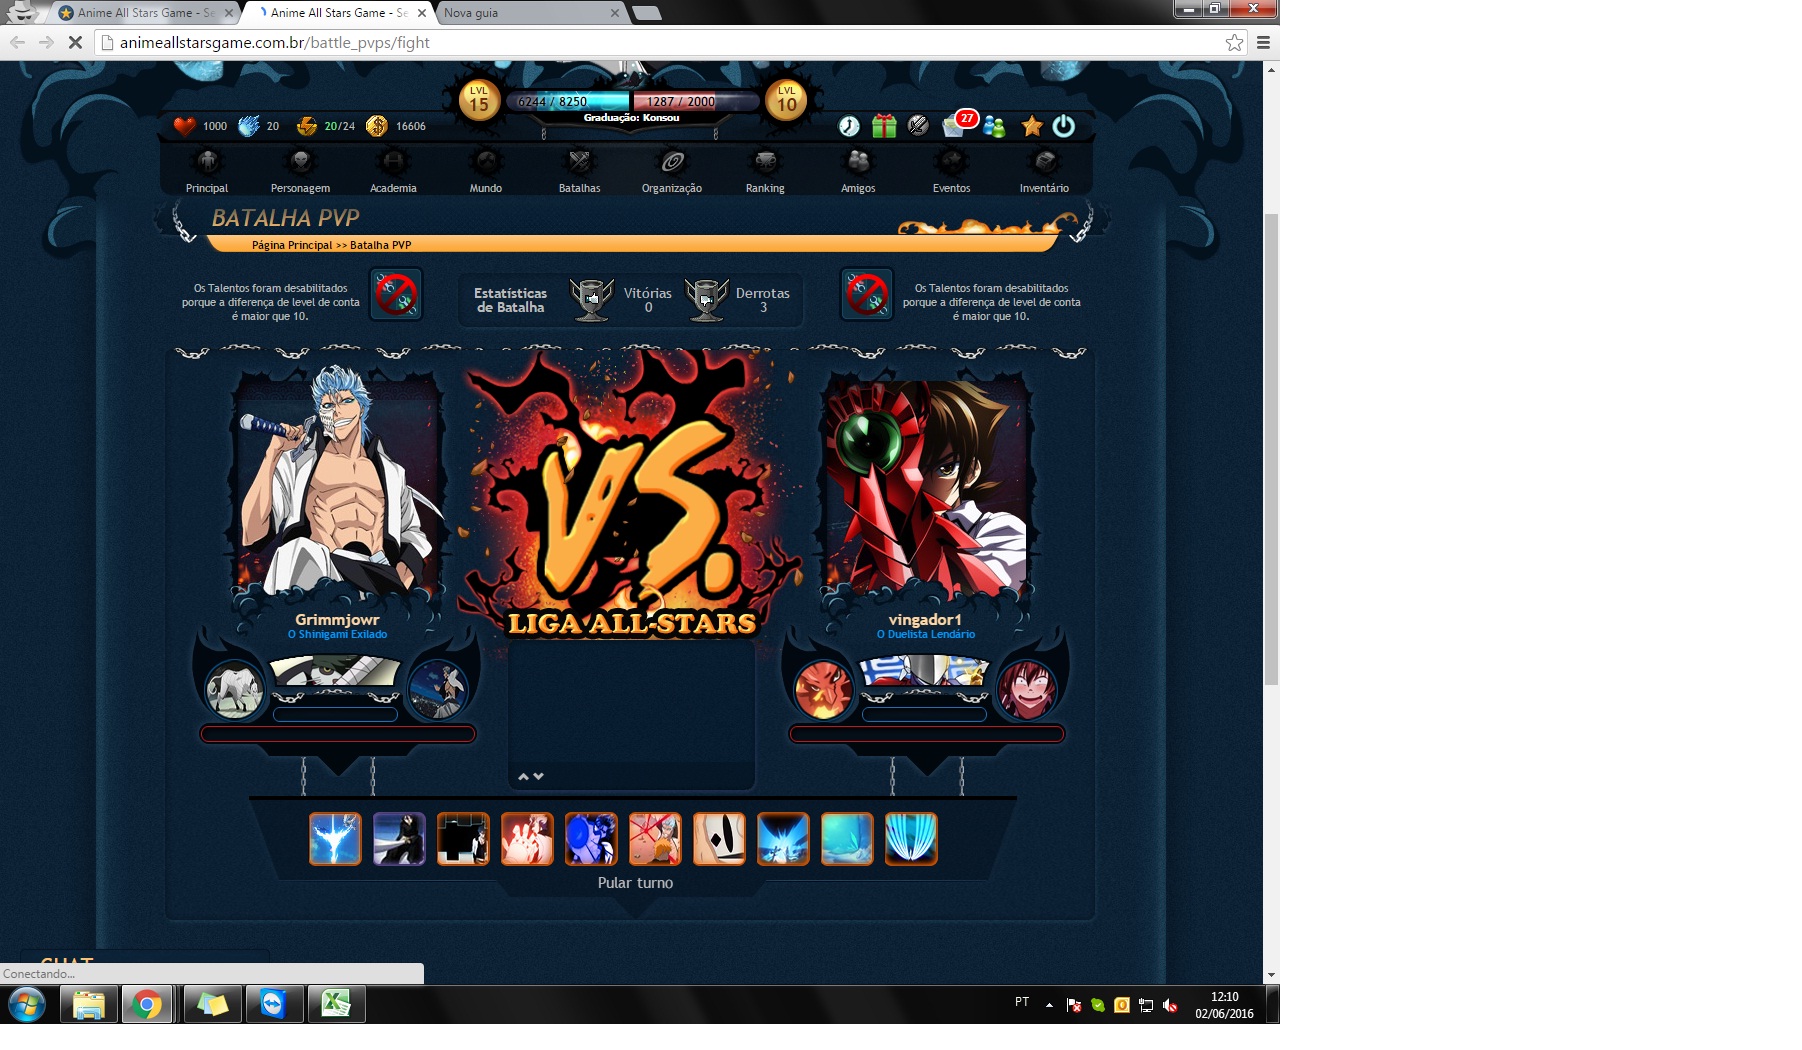 Anime All Stars Game - Se
Anime All Stars Game - Se
Nova guia
animeallstarsgame.com.br/battle_pvps/fight
LVL
15
6244 / 8250
1287 / 2000
LVL
10
Graduação: Konsou
1000
20
20/24
16606
27
Principal
Personagem
Academia
Mundo
Batalhas
Organização
Ranking
Amigos
Eventos
Inventário
BATALHA PVP
Página Principal >> Batalha PVP
Os Talentos foram desabilitados
porque a diferença de level de conta
é maior que 10.
Estatísticas
de Batalha
Vitórias
0
Derrotas
3
Os Talentos foram desabilitados
porque a diferença de level de conta
é maior que 10.
VS.
LIGA ALL-STARS
Grimmjowr
O Shinigami Exilado
vingador1
O Duelista Lendário
Pular turno
CHAT
Conectando...
PT
12:10
02/06/2016